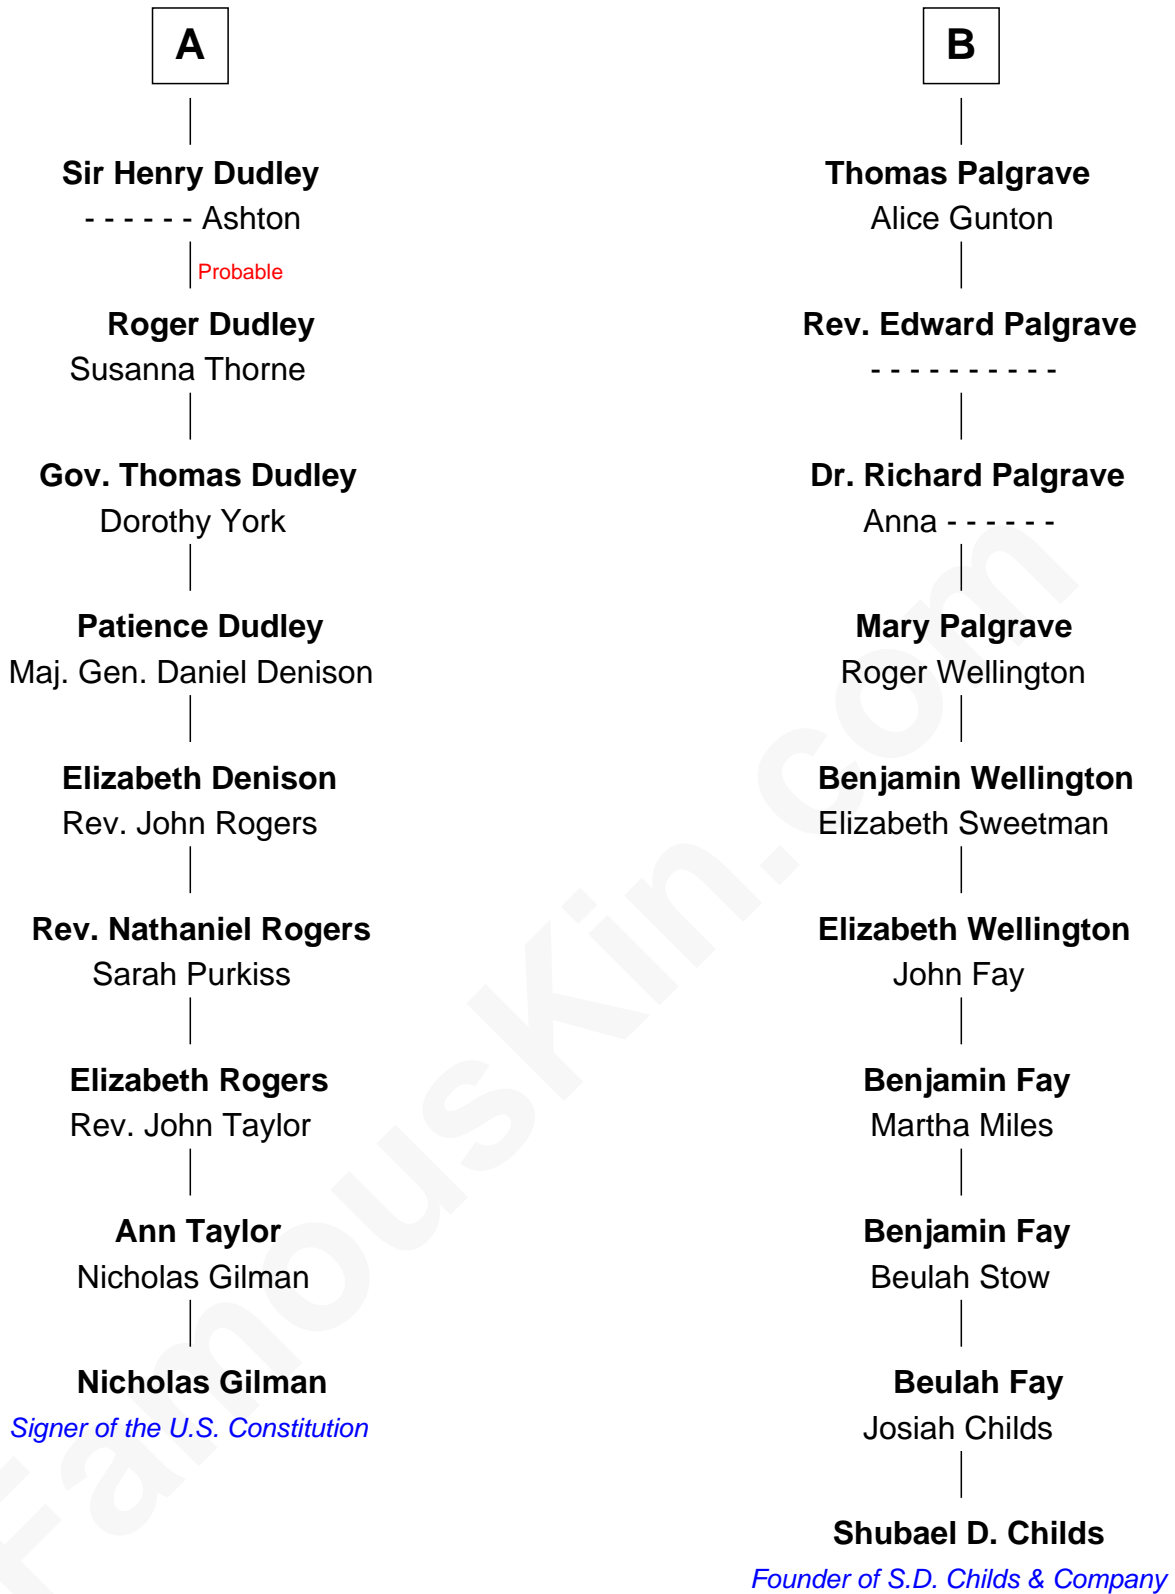 A
Sir Henry Dudley
- - - - - - Ashton
Probable
Roger Dudley
Susanna Thorne
Gov. Thomas Dudley
Dorothy York
Patience Dudley
Maj. Gen. Daniel Denison
Elizabeth Denison
Rev. John Rogers
Rev. Nathaniel Rogers
Sarah Purkiss
Elizabeth Rogers
Rev. John Taylor
Ann Taylor
Nicholas Gilman
Nicholas Gilman
Signer of the U.S. Constitution
B
Thomas Palgrave
Alice Gunton
Rev. Edward Palgrave
- - - - - - - - - -
Dr. Richard Palgrave
Anna - - - - - -
Mary Palgrave
Roger Wellington
Benjamin Wellington
Elizabeth Sweetman
Elizabeth Wellington
John Fay
Benjamin Fay
Martha Miles
Benjamin Fay
Beulah Stow
Beulah Fay
Josiah Childs
Shubael D. Childs
Founder of S.D. Childs & Company
FamousKin.com